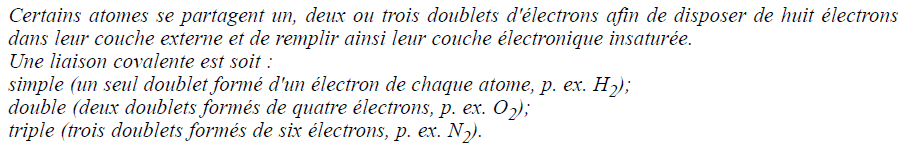 Certains atomes se partagent un, deux ou trois doublets d'électrons afin de disposer de huit électrons
dans leur couche externe et de remplir ainsi leur couche électronique insaturée.
Une liaison covalente est soit :
simple (un seul doublet formé d'un électron de chaque atome, p. ex. H₂);
double (deux doublets formés de quatre électrons, p. ex. O₂);
triple (trois doublets formés de six électrons, p. ex. N₂).